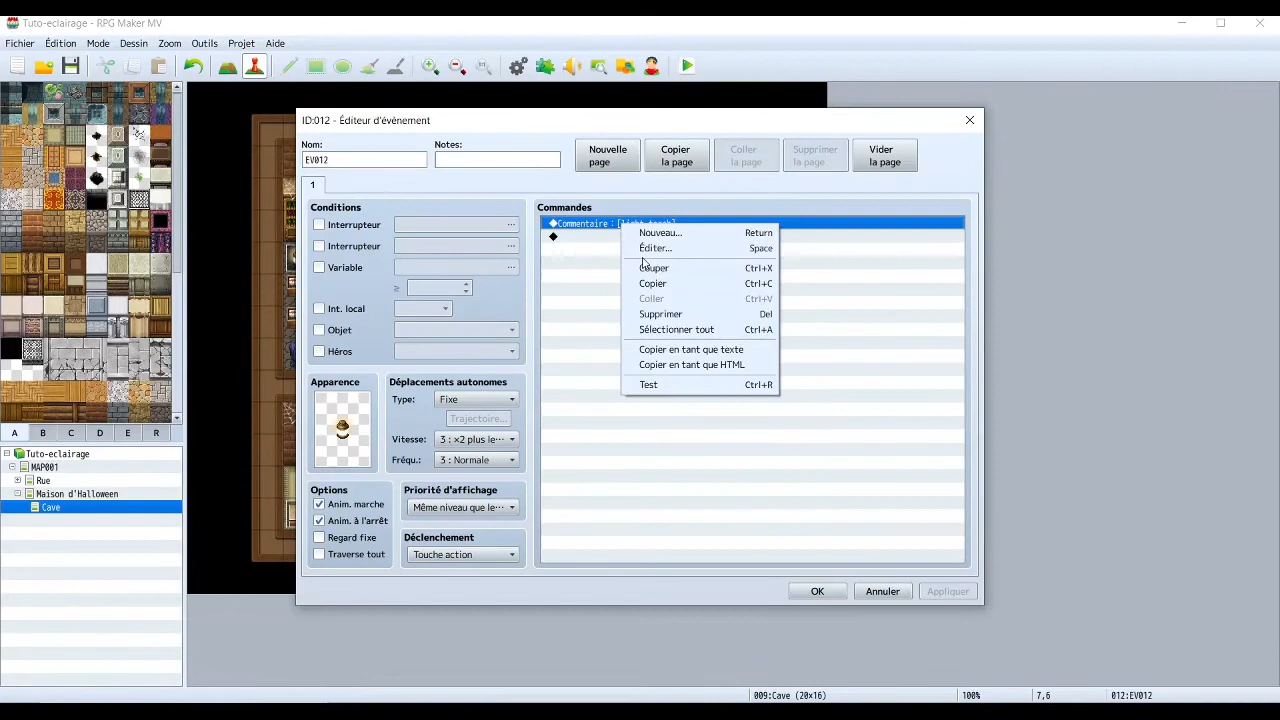 Tuto-eclairage - RPG Maker MV
Fichier Édition Mode Dessin Zoom Outils Projet Aide
ID:012 - Éditeur d'événement
Nom: Notes:
EV012
Nouvelle page
Copier la page
Coller la page
Supprimer la page
Vider la page
1
Conditions
Interrupteur ...
Interrupteur ...
Variable ...
≥
Int. local
Objet
Héros
Apparence
Déplacements autonomes
Type: Fixe
Trajectoire...
Vitesse: 3 : ×2 plus le···
Fréqu.: 3 : Normale
Options
Anim. marche
Anim. à l'arrêt
Regard fixe
Traverse tout
Priorité d'affichage
Même niveau que le···
Déclenchement
Touche action
Commandes
◆Commentaire :
◆
Nouveau... Return
Éditer... Space
Couper Ctrl+X
Copier Ctrl+C
Coller Ctrl+V
Supprimer Del
Sélectionner tout Ctrl+A
Copier en tant que texte
Copier en tant que HTML
Test Ctrl+R
OK Annuler Appliquer
A B C D E R
Tuto-eclairage
MAP001
Rue
Maison d'Halloween
Cave
009:Cave (20×16) 100% 7,6 012:EV012